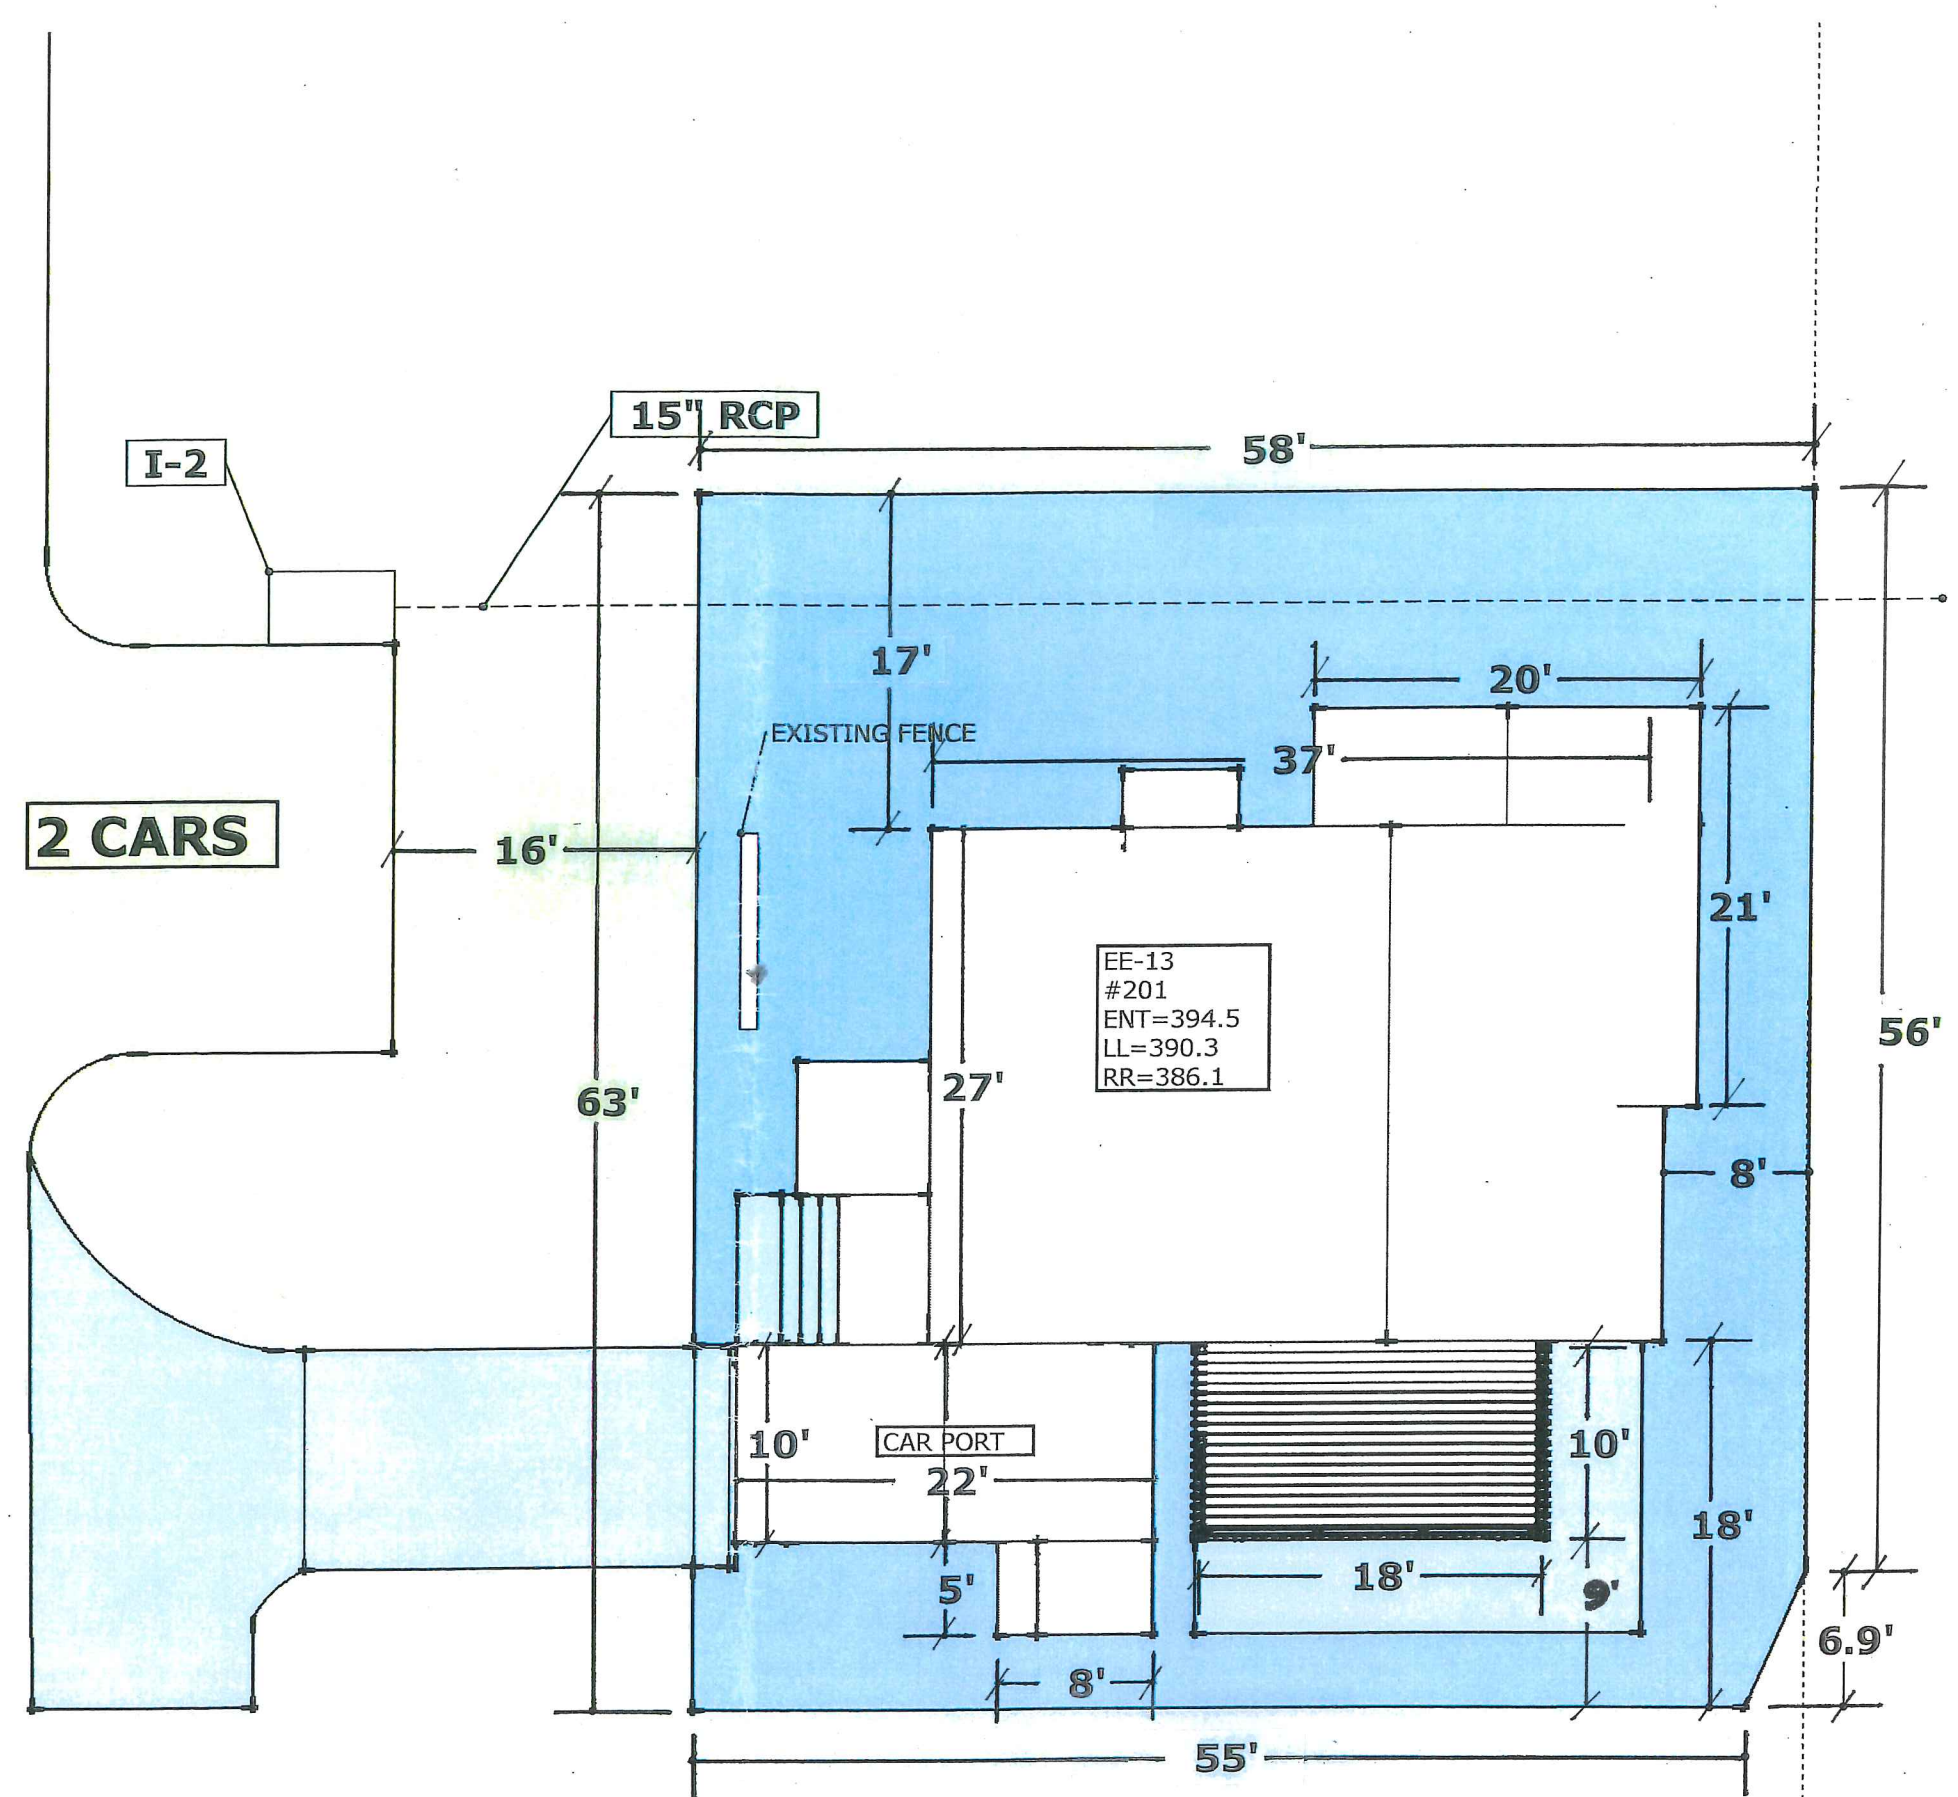 15" RCP
58'
I-2
17'
20'
EXISTING FENCE
37'
2 CARS
16'
21'
EE-13
#201
ENT=394.5
LL=390.3
RR=386.1
56'
27'
63'
8'
10'
CAR PORT
22'
10'
18'
5'
18'
9'
6.9'
8'
55'